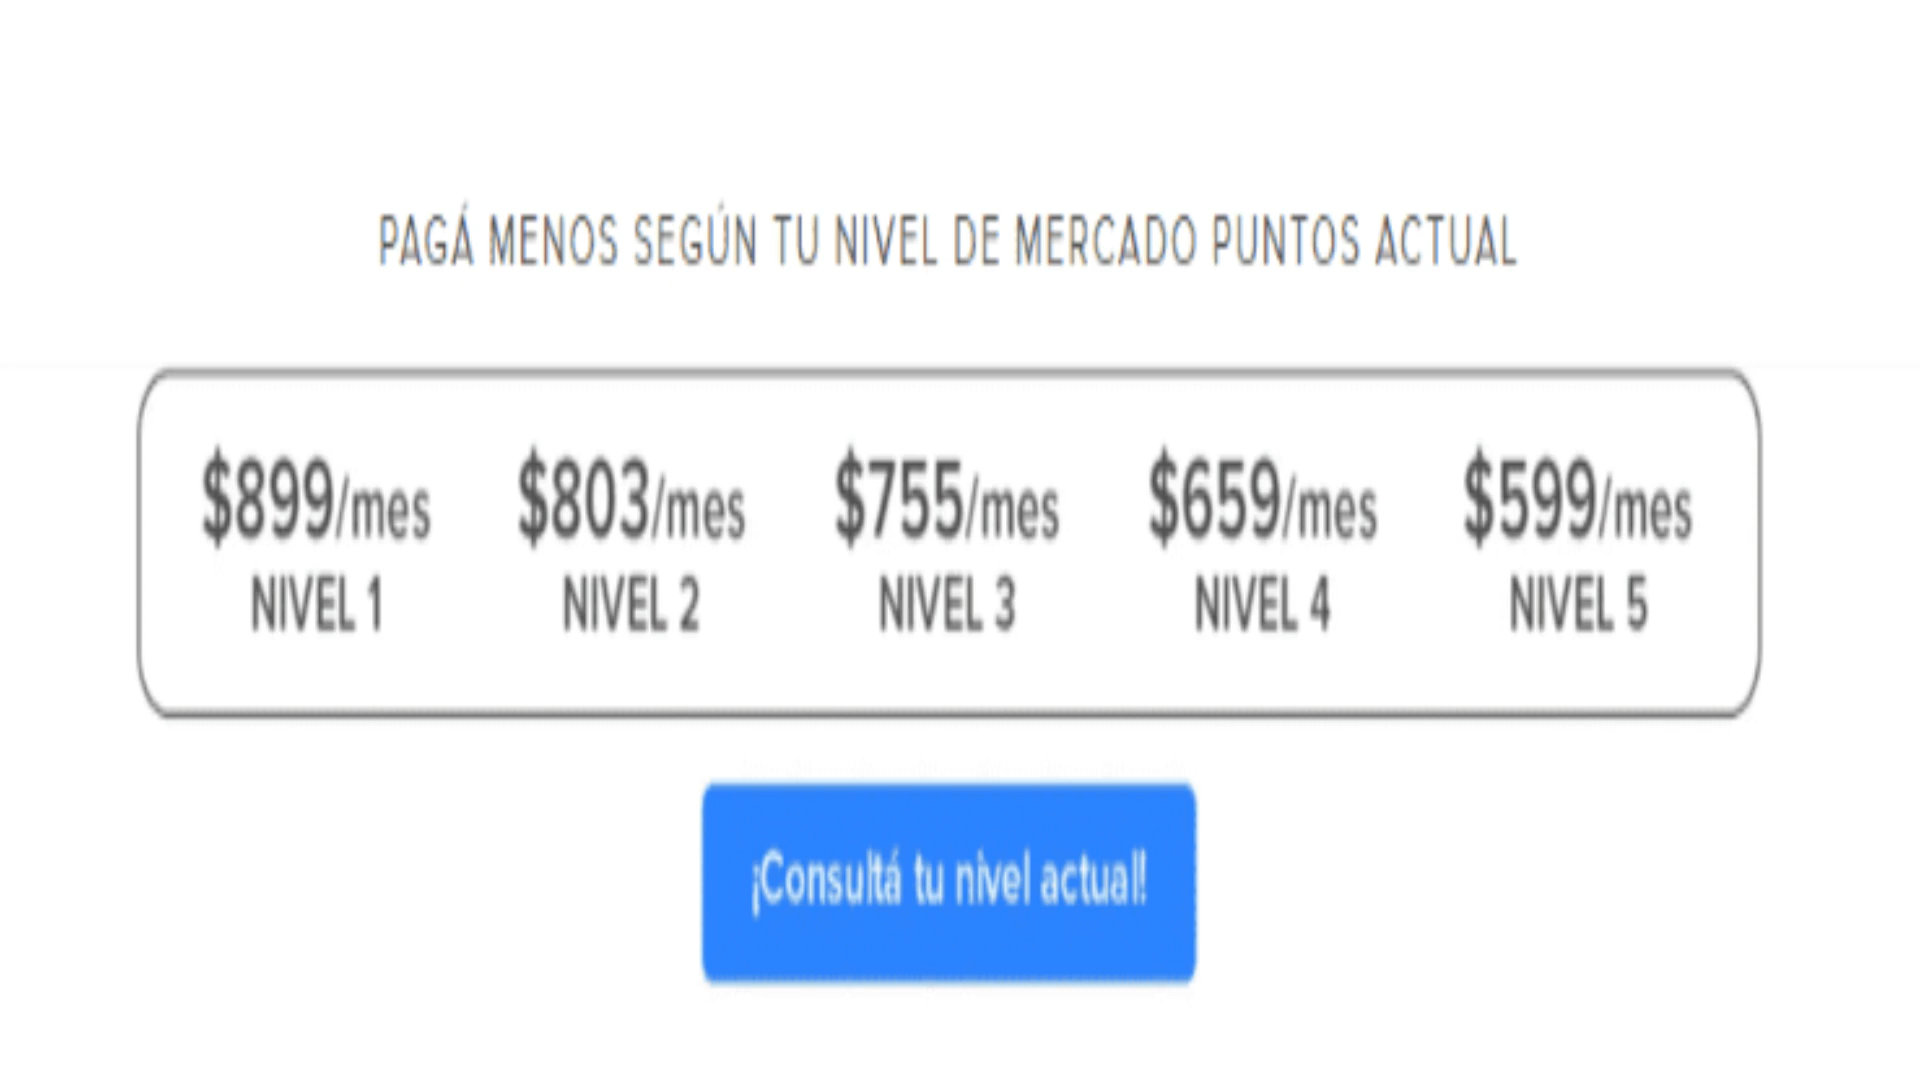 PAGÁ MENOS SEGÚN TU NIVEL DE MERCADO PUNTOS ACTUAL
$899/mes $803/mes $755/mes $659/mes $599/mes
NIVEL 1 NIVEL 2 NIVEL 3 NIVEL 4 NIVEL 5
¡Consultá tu nivel actual!